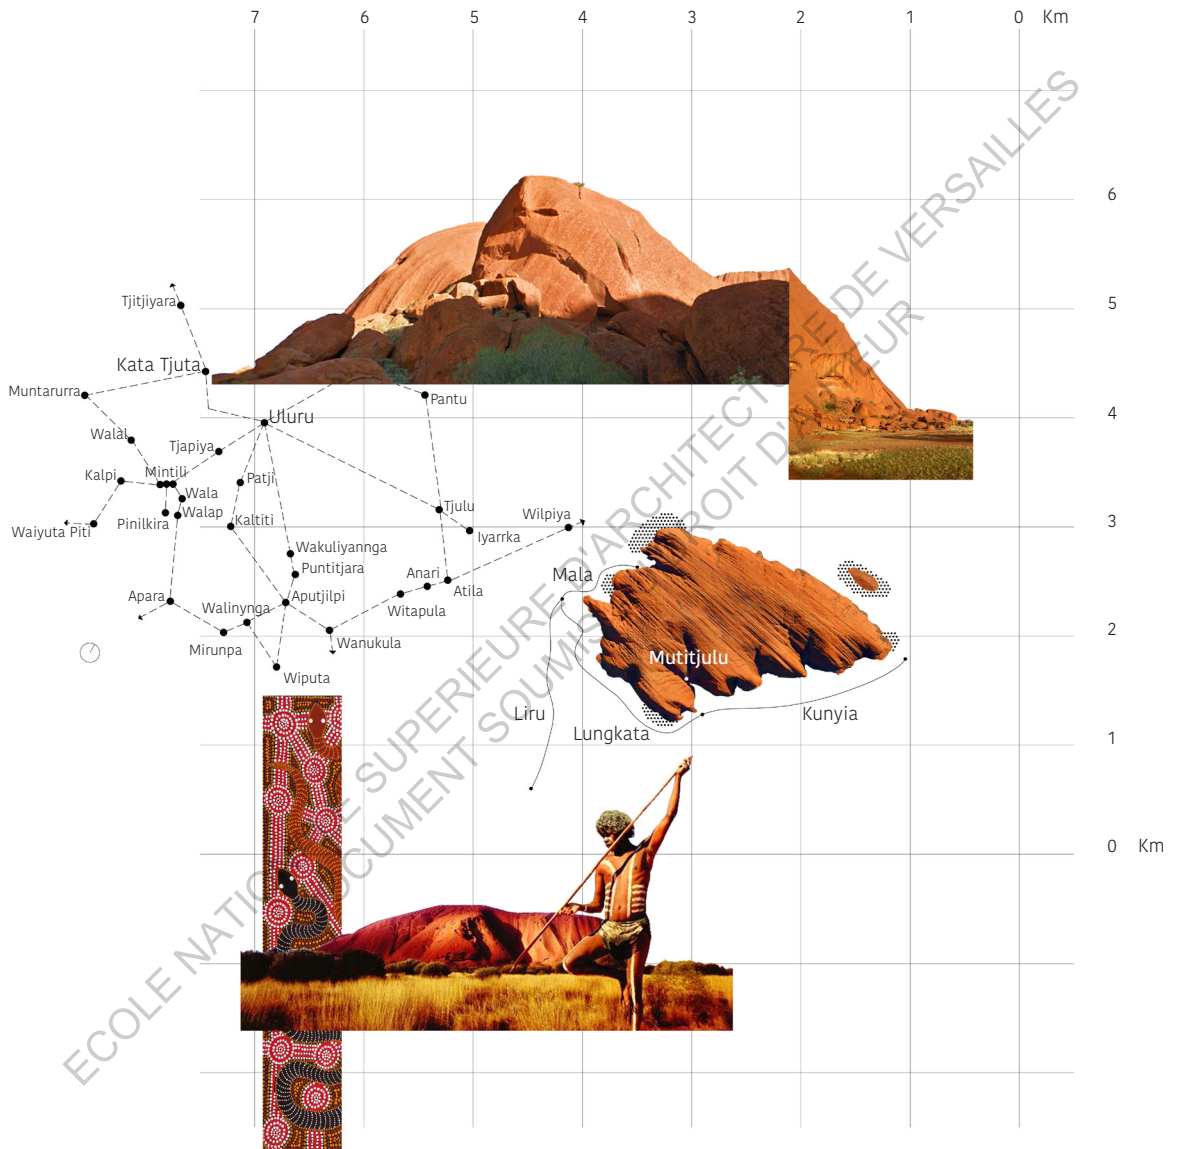 7 6 5 4 3 2 1 0 Km
6
5
4
3
2
1
0 Km
Tjitjiyara
Kata Tjuta
Muntarurra
Pantu
Uluru
Walal
Tjapiya
Mintili
Kalpi
Patji
Wala
Tjulu
Walap
Wilpiya
Pinilkira
Kaltiti
Waiyuta Piti
Iyarrka
Wakuliyannga
Puntitjara
Anari
Mala
Atila
Apara
Aputjilpi
Walinynga
Witapula
Wanukula
Mirunpa
Mutitjulu
Wiputa
Liru
Kunyia
Lungkata
ECOLE NATIONALE SUPERIEURE D'ARCHITECTURE DE VERSAILLES
DOCUMENT SOUMIS AU DROIT D'AUTEUR